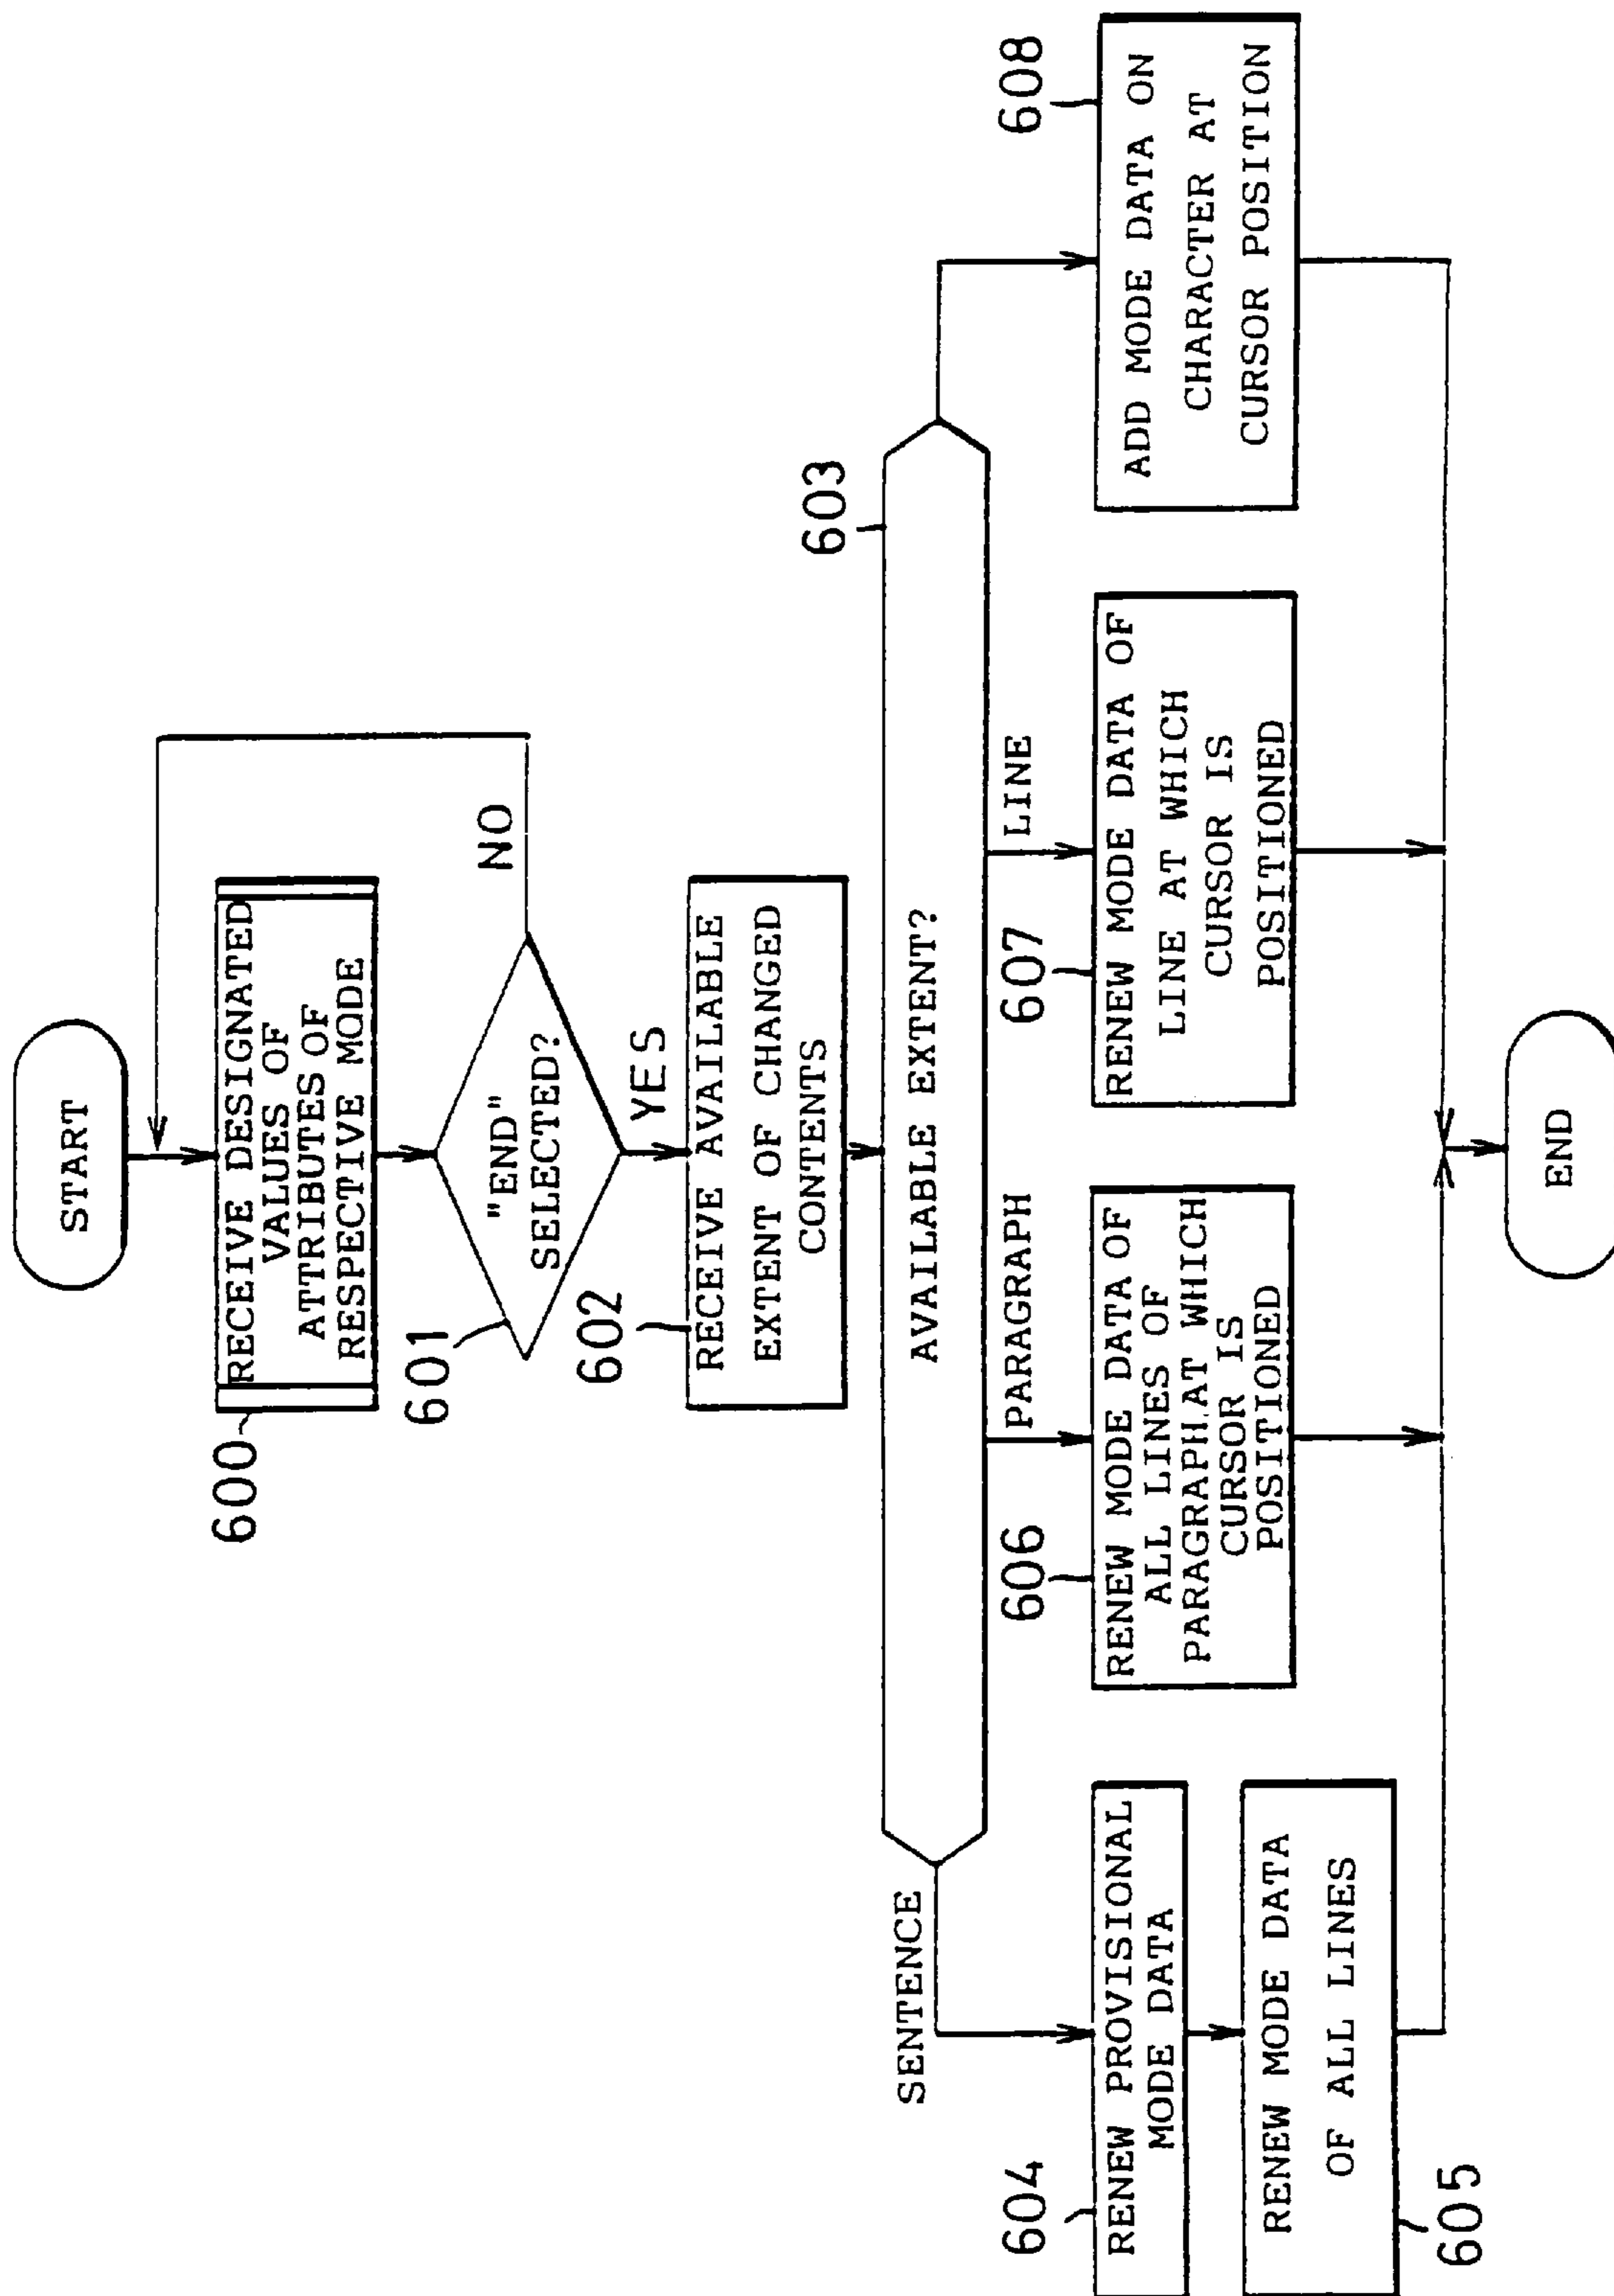 START
600
RECEIVE DESIGNATED
VALUES OF
ATTRIBUTES OF
RESPECTIVE MODE
601
"END"
SELECTED?
NO
YES
602
RECEIVE AVAILABLE
EXTENT OF CHANGED
CONTENTS
603
AVAILABLE EXTENT?
SENTENCE
PARAGRAPH
LINE
604
RENEW PROVISIONAL
MODE DATA
605
RENEW MODE DATA
OF ALL LINES
606
RENEW MODE DATA OF
ALL LINES OF
PARAGRAPH.AT WHICH
CURSOR IS
POSITIONED
607
RENEW MODE DATA OF
LINE AT WHICH
CURSOR IS
POSITIONED
608
ADD MODE DATA ON
CHARACTER AT
CURSOR POSITION
END